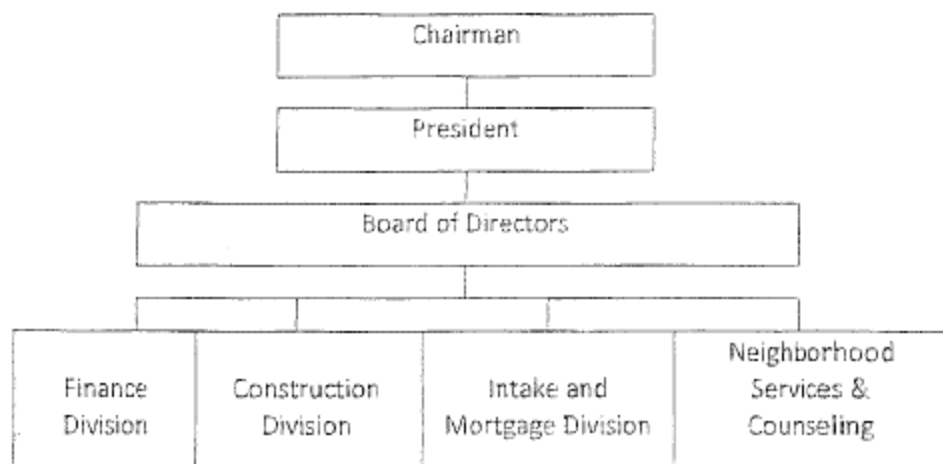 Chairman
President
Board of Directors
Finance
Division
Construction
Division
Intake and
Mortgage Division
Neighborhood
Services &
Counseling